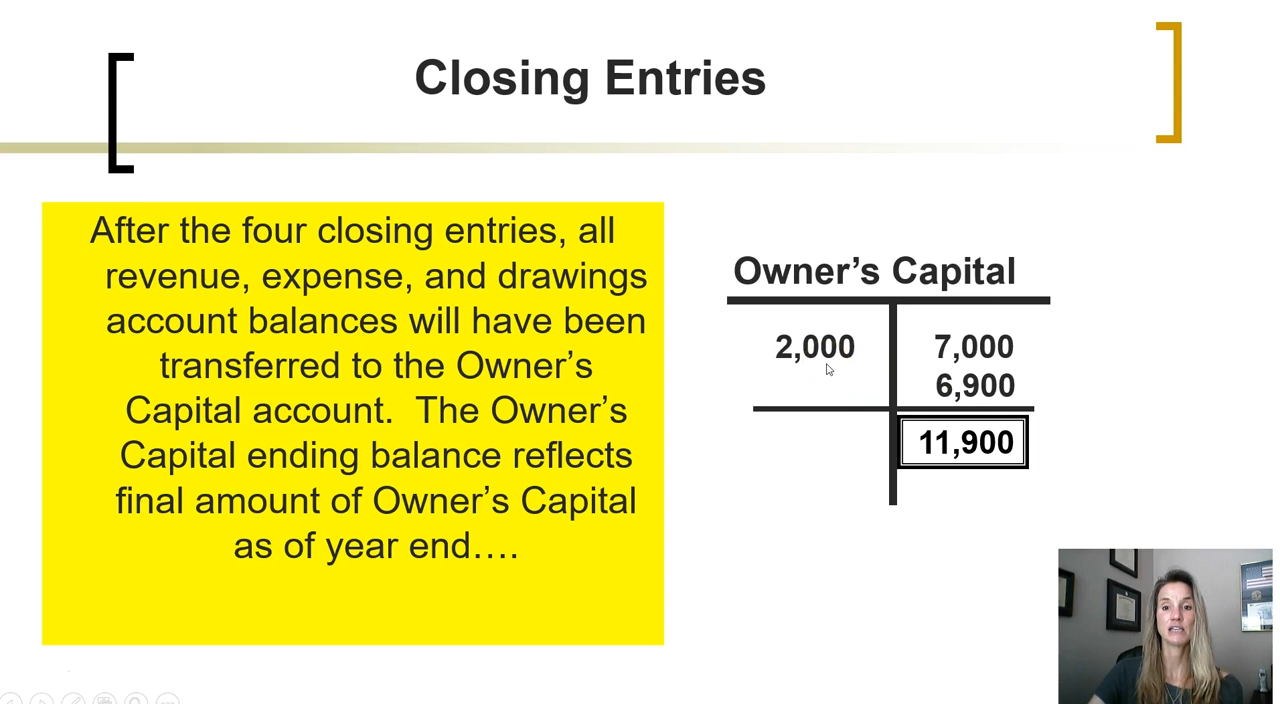 Closing Entries
After the four closing entries, all
revenue, expense, and drawings
account balances will have been
transferred to the Owner’s
Capital account.  The Owner’s
Capital ending balance reflects
final amount of Owner’s Capital
as of year end….
Owner’s Capital
2,000 7,000
6,900
11,900